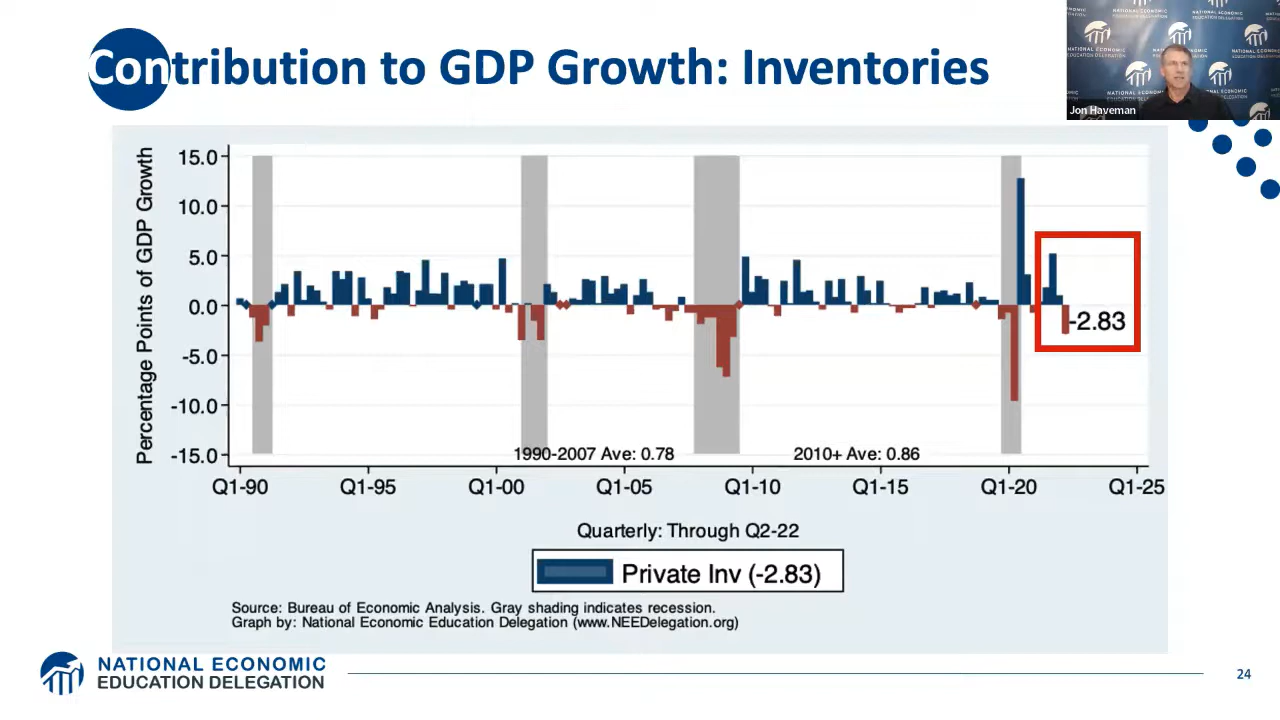 Contribution to GDP Growth: Inventories
NATIONAL ECONOMIC
EDUCATION DELEGATION
Jon Haveman
Percentage Points of GDP Growth
15.0
10.0
5.0
0.0
-5.0
-10.0
-15.0
-2.83
1990-2007 Ave: 0.78
2010+ Ave: 0.86
Q1-90 Q1-95 Q1-00 Q1-05 Q1-10 Q1-15 Q1-20 Q1-25
Quarterly: Through Q2-22
Private Inv (-2.83)
Source: Bureau of Economic Analysis. Gray shading indicates recession.
Graph by: National Economic Education Delegation (www.NEEDelegation.org)
NATIONAL ECONOMIC
EDUCATION DELEGATION
24